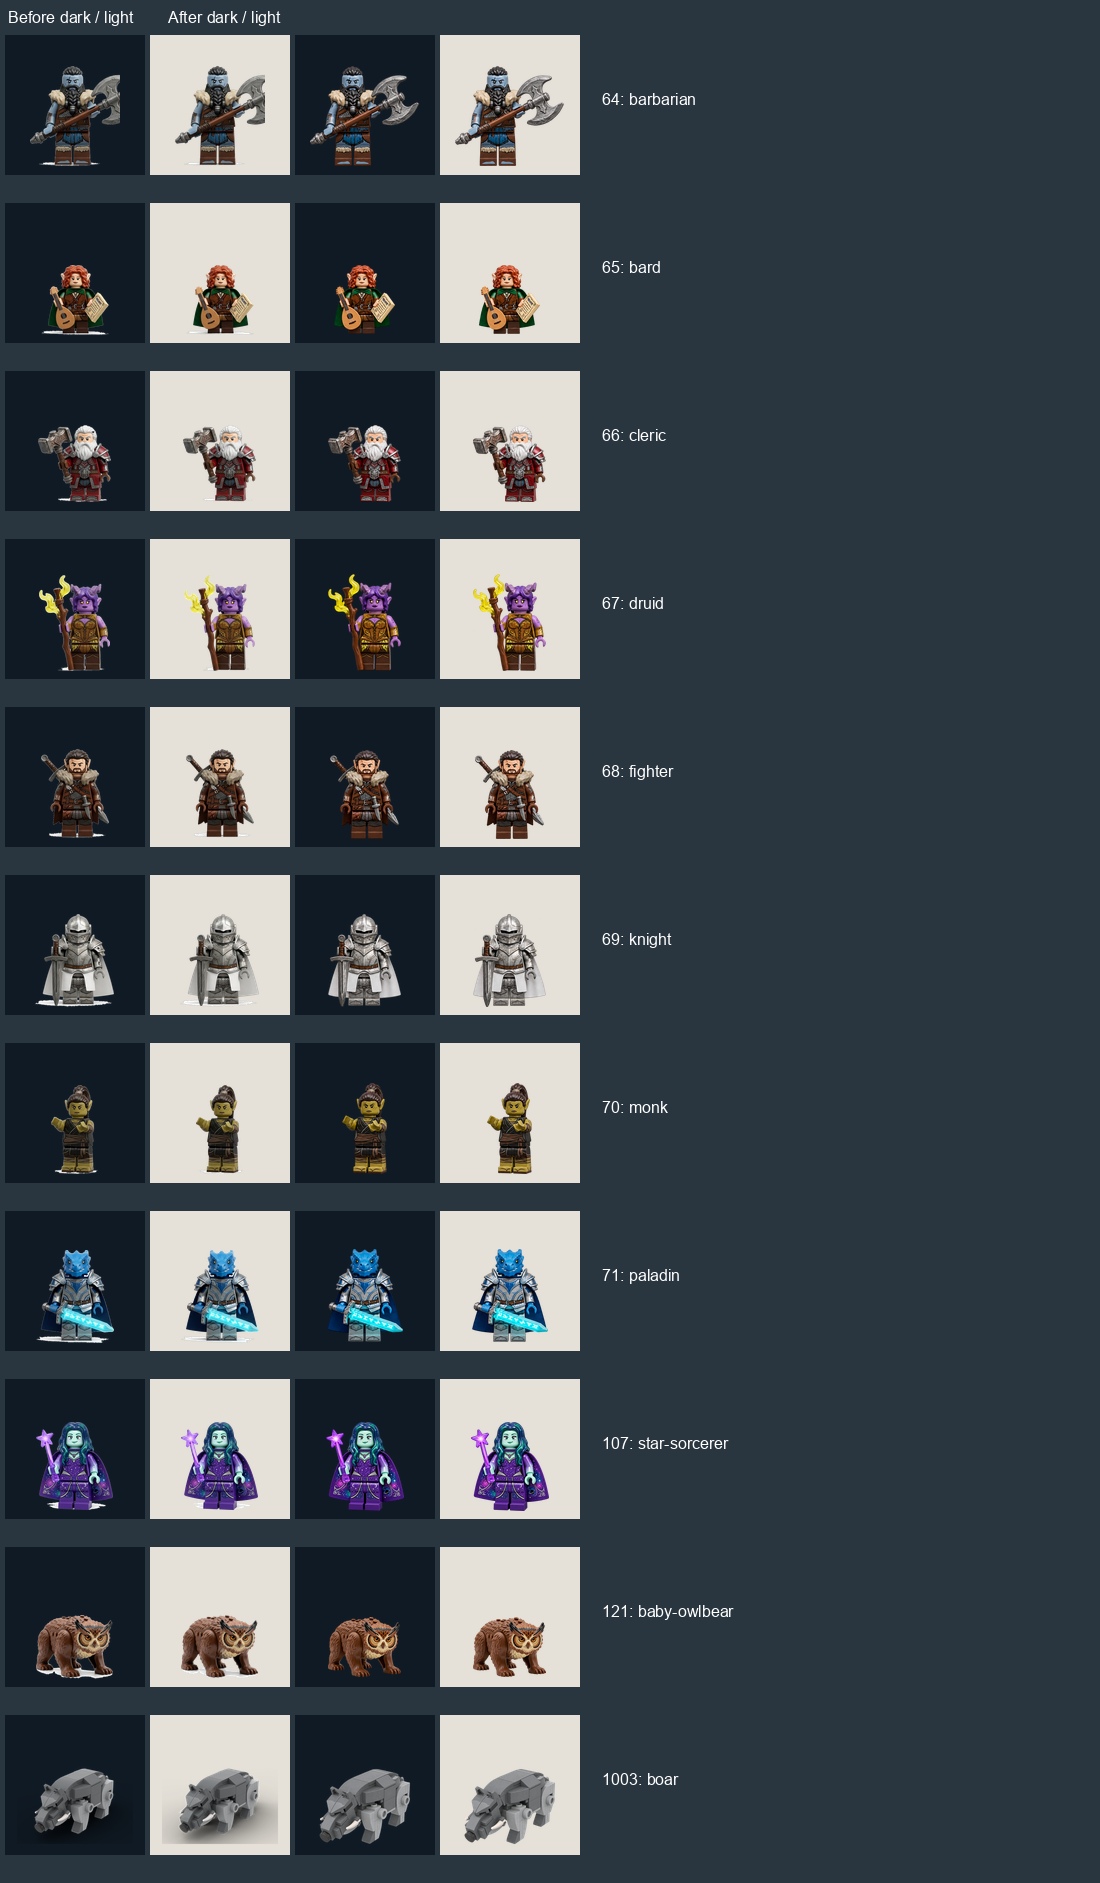 Before dark / light After dark / light
64: barbarian
65: bard
66: cleric
67: druid
68: fighter
69: knight
70: monk
71: paladin
107: star-sorcerer
121: baby-owlbear
1003: boar